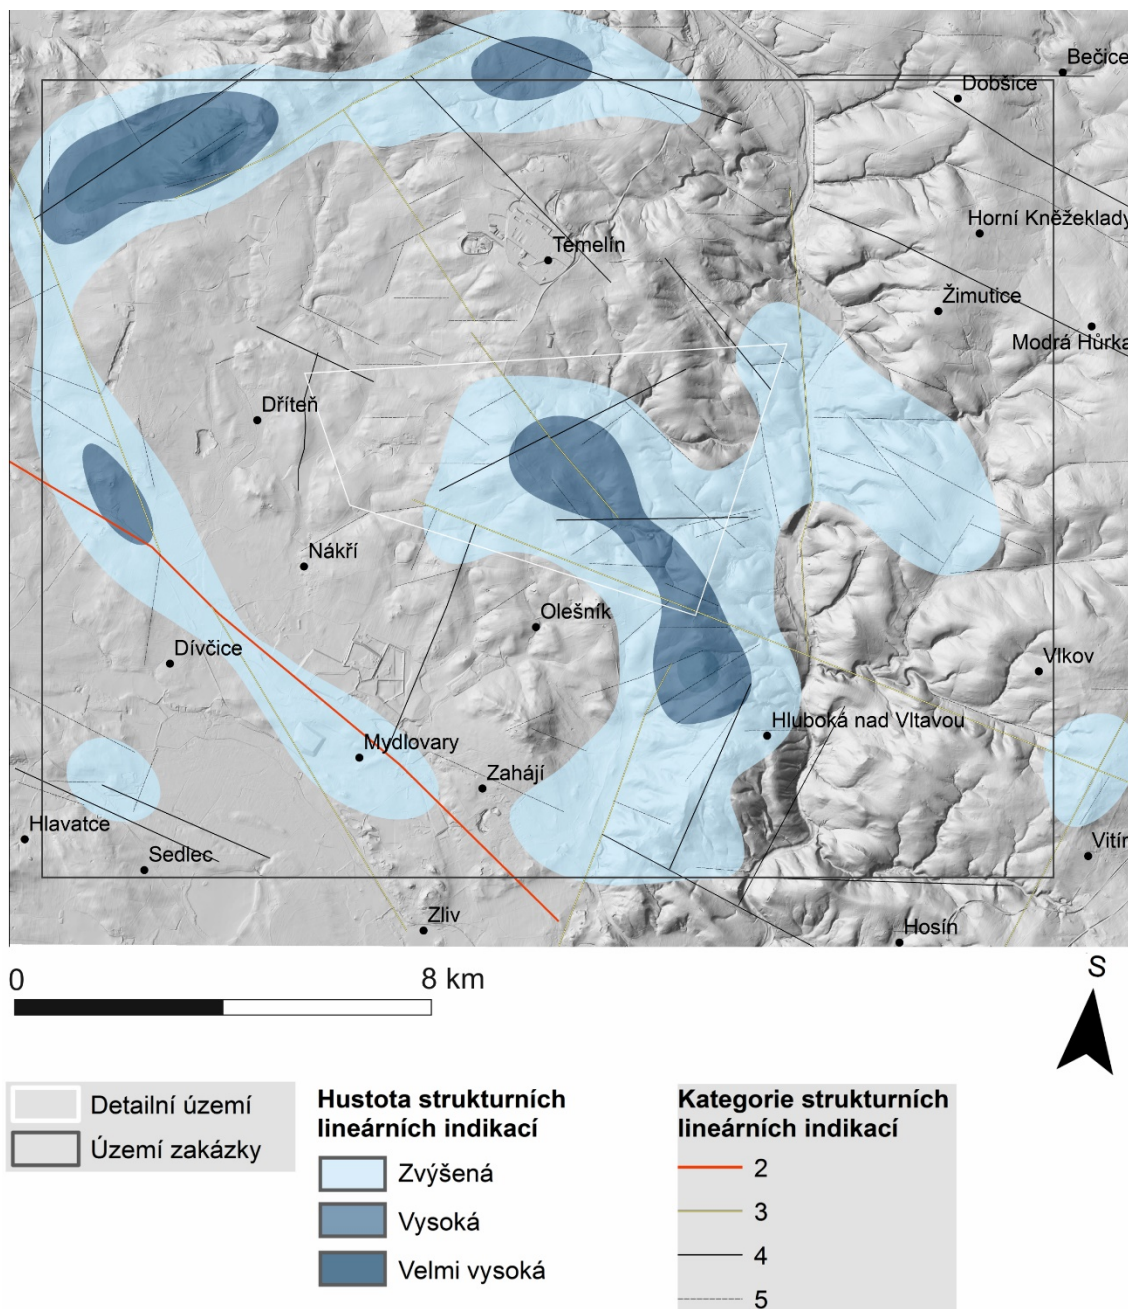 Bečice
Dobšice
Horní Kněžeklady
Temelín
Žimutice
Modrá Hůrka
Dříteň
Nákří
Olešník
Dívčice
Vlkov
Hluboká nad Vltavou
Mydlovary
Zahájí
Hlavatce
Sedlec
Vitín
Zliv
Hosín
0 8 km
S
Detailní území
Území zakázky
Hustota strukturních
lineárních indikací
Zvýšená
Vysoká
Velmi vysoká
Kategorie strukturních
lineárních indikací
2
3
4
5